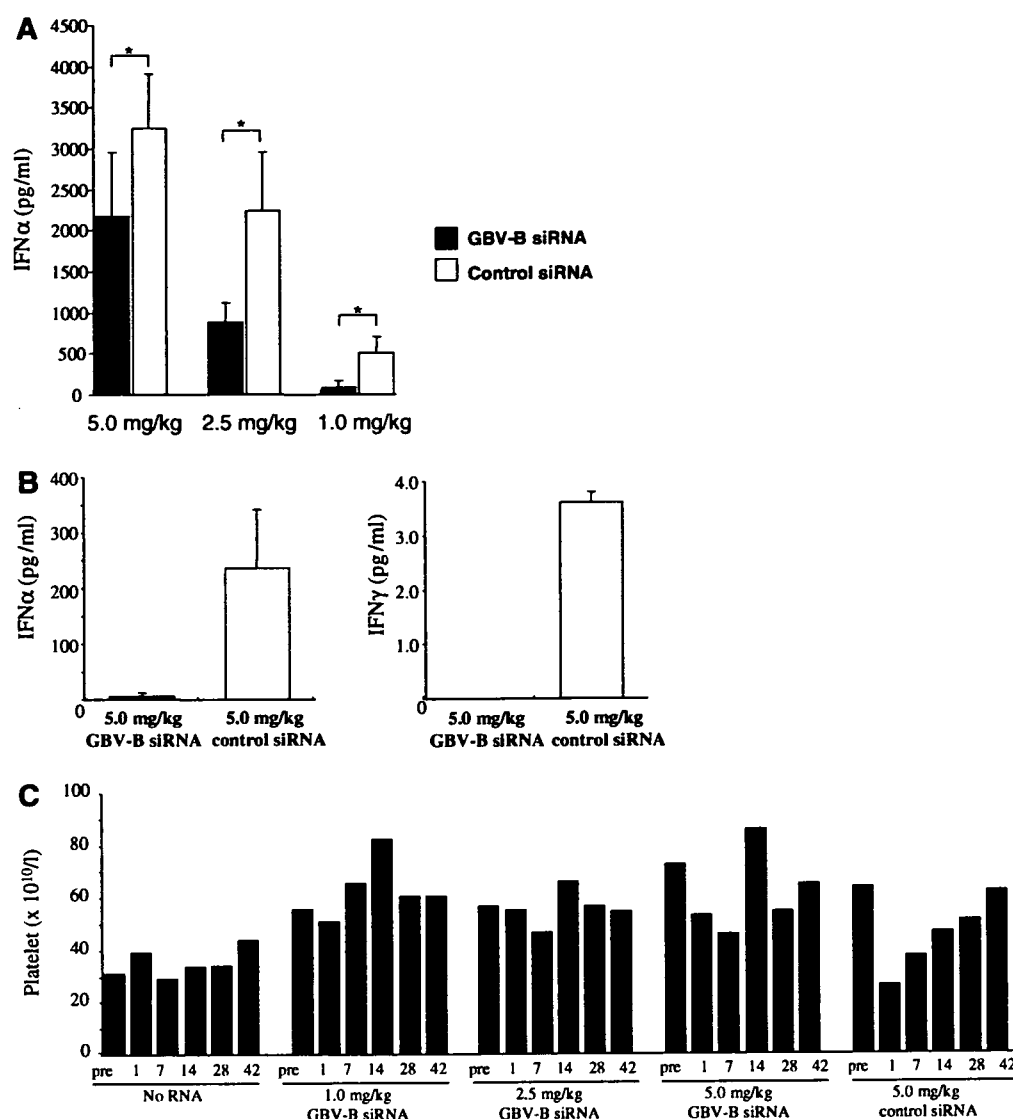 A
4500
4000
3500
3000
2500
2000
1500
1000
500
0
IFNα (pg/ml)
*
*
*
GBV-B siRNA
Control siRNA
5.0 mg/kg 2.5 mg/kg 1.0 mg/kg
B
400
300
200
100
0
IFNα (pg/ml)
5.0 mg/kg 5.0 mg/kg
GBV-B siRNA control siRNA
4.0
3.0
2.0
1.0
0
IFNγ (pg/ml)
5.0 mg/kg 5.0 mg/kg
GBV-B siRNA control siRNA
C
100
80
60
40
20
0
Platelet (x 10¹⁰/l)
pre 1 7 14 28 42 pre 1 7 14 28 42 pre 1 7 14 28 42 pre 1 7 14 28 42 pre 1 7 14 28 42
No RNA 1.0 mg/kg 2.5 mg/kg 5.0 mg/kg 5.0 mg/kg
GBV-B siRNA GBV-B siRNA GBV-B siRNA control siRNA